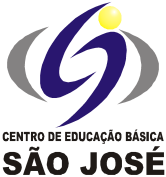 CENTRO DE EDUCAÇÃO BÁSICA
SÃO JOSÉ